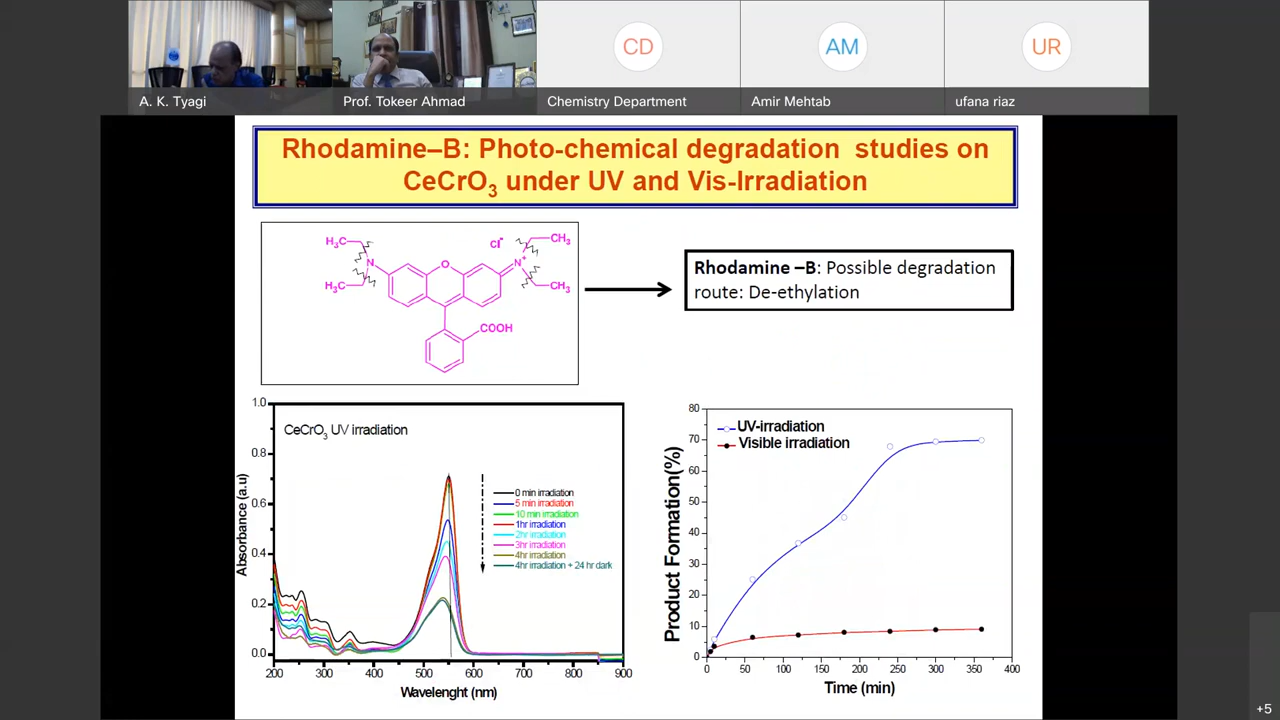 CD
AM
UR
A. K. Tyagi
Prof. Tokeer Ahmad
Chemistry Department
Amir Mehtab
ufana riaz
Rhodamine–B: Photo-chemical degradation studies on
CeCrO3 under UV and Vis-Irradiation
H3C
Cl-
CH3
N
O
N+
H3C
CH3
COOH
Rhodamine –B: Possible degradation
route: De-ethylation
1.0
0.8
0.6
0.4
0.2
0.0
Absorbance (a.u)
CeCrO3 UV irradiation
0 min irradiation
5 min irradiation
10 min irradiation
1hr irradiation
2hr irradiation
3hr irradiation
4hr irradiation
4hr irradiation + 24 hr dark
200 300 400 500 600 700 800 900
Wavelenght (nm)
80
70
60
50
40
30
20
10
0
Product Formation(%)
UV-irradiation
Visible irradiation
0 50 100 150 200 250 300 350 400
Time (min)
+5